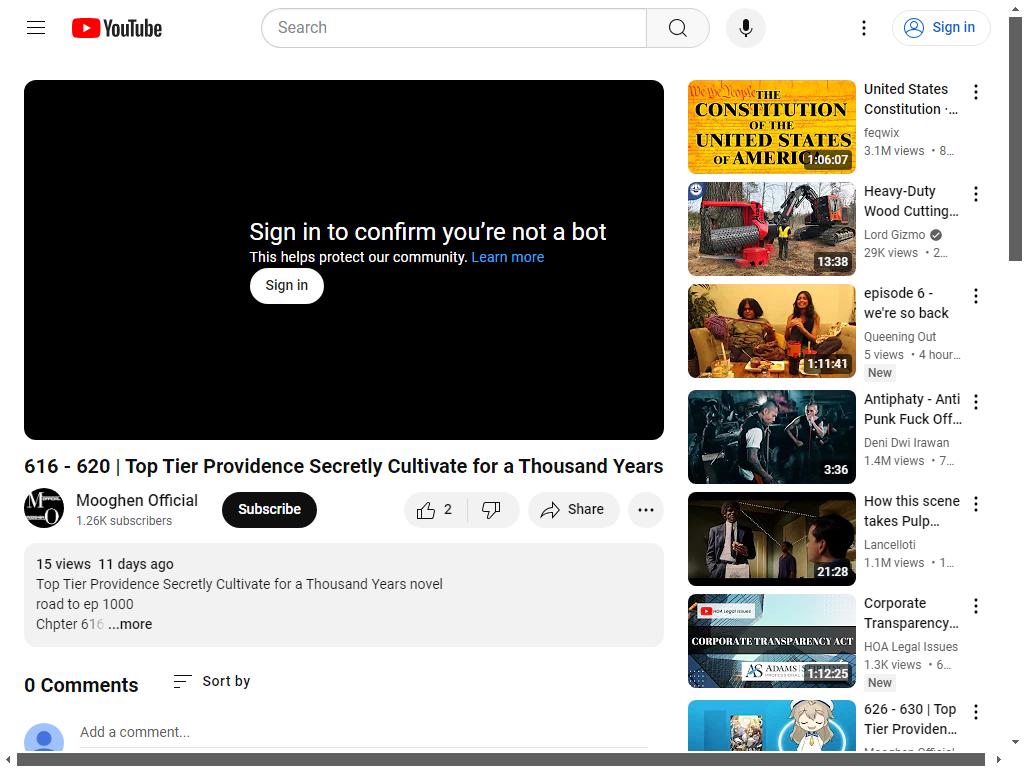 YouTube
Search
Sign in
Sign in to confirm you’re not a bot
This helps protect our community. Learn more
Sign in
616 - 620 | Top Tier Providence Secretly Cultivate for a Thousand Years
Mooghen Official
1.26K subscribers
Subscribe
2
Share
15 views 11 days ago
Top Tier Providence Secretly Cultivate for a Thousand Years novel
road to ep 1000
Chpter 616 ...more
0 Comments
Sort by
Add a comment...
We the People THE
CONSTITUTION
OF THE
UNITED STATES
OF AMERICA
1:06:07
United States
Constitution ·...
feqwix
3.1M views • 8...
13:38
Heavy-Duty
Wood Cutting...
Lord Gizmo
29K views • 2...
1:11:41
episode 6 -
we're so back
Queening Out
5 views • 4 hour...
New
3:36
Antiphaty - Anti
Punk Fuck Off...
Deni Dwi Irawan
1.4M views • 7...
21:28
How this scene
takes Pulp...
Lancelloti
1.1M views • 1...
HOA Legal Issues
CORPORATE TRANSPARENCY ACT
AS ADAMS
1:12:25
Corporate
Transparency...
HOA Legal Issues
1.3K views • 6...
New
626 - 630 | Top
Tier Providen...
Mooghen Official